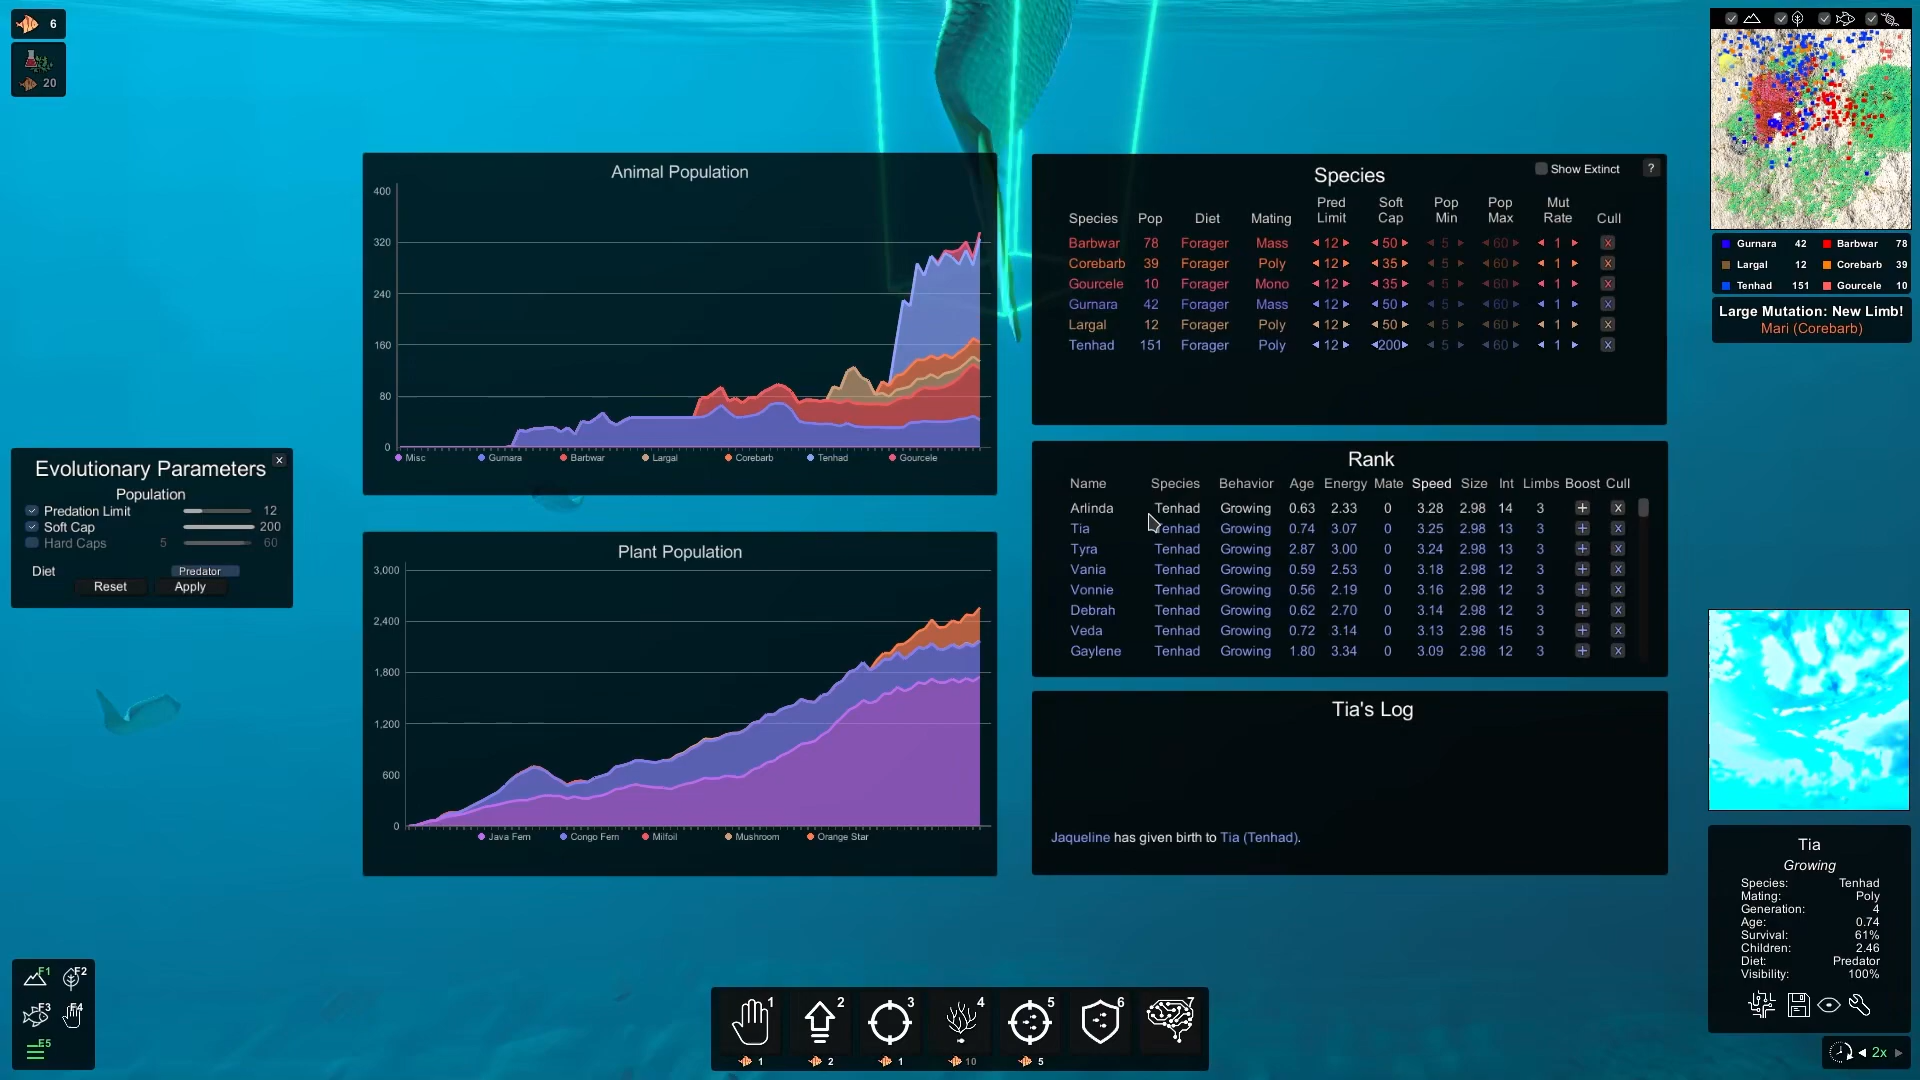 6
20
Animal Population
400
320
240
160
80
0
Misc Gurnara Barbwar Largal Corebarb Tenhad Gourcele
Plant Population
3,000
2,400
1,800
1,200
600
0
Java Fern Congo Fern Milfoil Mushroom Orange Star
Evolutionary Parameters x
Population
Predation Limit 12
Soft Cap 200
Hard Caps 5 60
Diet Predator
Reset Apply
Species Show Extinct ?
Species Pop Diet Mating Pred Limit Soft Cap Pop Min Pop Max Mut Rate Cull
Barbwar 78 Forager Mass 12 50 5 60 1 X
Corebarb 39 Forager Poly 12 35 5 60 1 X
Gourcele 10 Forager Mono 12 35 5 60 1 X
Gurnara 42 Forager Mass 12 50 5 60 1 X
Largal 12 Forager Poly 12 50 5 60 1 X
Tenhad 151 Forager Poly 12 200 5 60 1 X
Rank
Name Species Behavior Age Energy Mate Speed Size Int Limbs Boost Cull
Arlinda Tenhad Growing 0.63 2.33 0 3.28 2.98 14 3 + X
Tia Tenhad Growing 0.74 3.07 0 3.25 2.98 13 3 + X
Tyra Tenhad Growing 2.87 3.00 0 3.24 2.98 13 3 + X
Vania Tenhad Growing 0.59 2.53 0 3.18 2.98 12 3 + X
Vonnie Tenhad Growing 0.56 2.19 0 3.16 2.98 12 3 + X
Debrah Tenhad Growing 0.62 2.70 0 3.14 2.98 12 3 + X
Veda Tenhad Growing 0.72 3.14 0 3.13 2.98 15 3 + X
Gaylene Tenhad Growing 1.80 3.34 0 3.09 2.98 12 3 + X
Tia's Log
Jaqueline has given birth to Tia (Tenhad).
Gurnara 42 Barbwar 78
Largal 12 Corebarb 39
Tenhad 151 Gourcele 10
Large Mutation: New Limb!
Mari (Corebarb)
Tia
Growing
Species: Tenhad
Mating: Poly
Generation: 4
Age: 0.74
Survival: 61%
Children: 2.46
Diet: Predator
Visibility: 100%
2x
F1 F2
F3 F4
F5
1 2 3 4 5 6 7
1 2 1 10 5